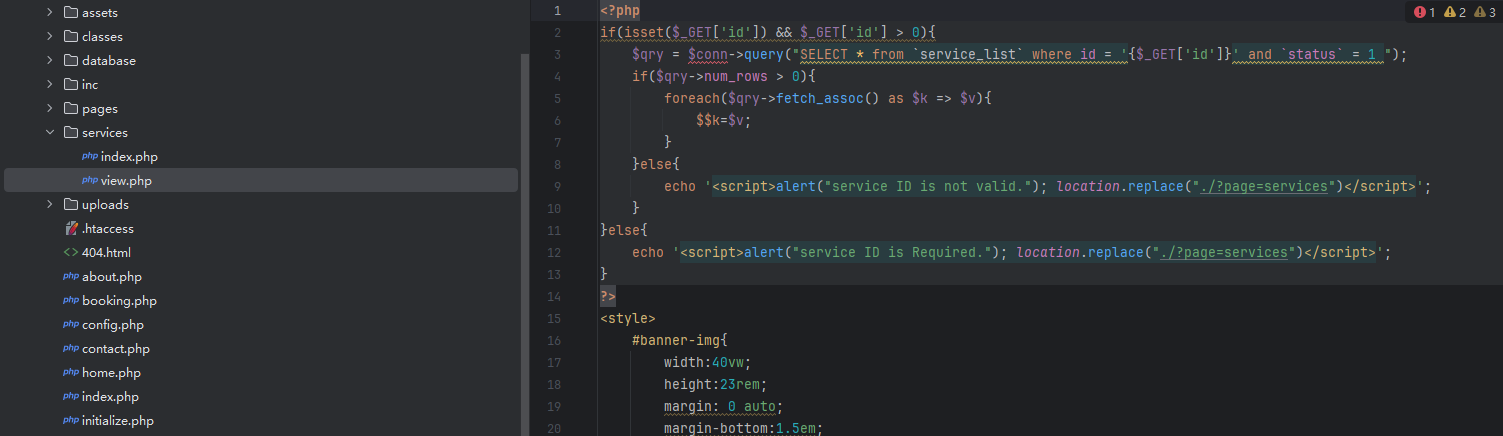 assets
classes
database
inc
pages
services
php index.php
php view.php
uploads
.htaccess
<> 404.html
php about.php
php booking.php
php config.php
php contact.php
php home.php
php index.php
php initialize.php
1 <?php
2 if(isset($_GET['id']) && $_GET['id'] > 0){
3 $qry = $conn->query("SELECT * from `service_list` where id = '{$_GET['id']}' and `status` = 1 ");
4 if($qry->num_rows > 0){
5 foreach($qry->fetch_assoc() as $k => $v){
6 $$k=$v;
7 }
8 }else{
9 echo '<script>alert("service ID is not valid."); location.replace("./?page=services")</script>';
10 }
11 }else{
12 echo '<script>alert("service ID is Required."); location.replace("./?page=services")</script>';
13 }
14 ?>
15 <style>
16 #banner-img{
17 width:40vw;
18 height:23rem;
19 margin: 0 auto;
20 margin-bottom:1.5em;
1 2 3